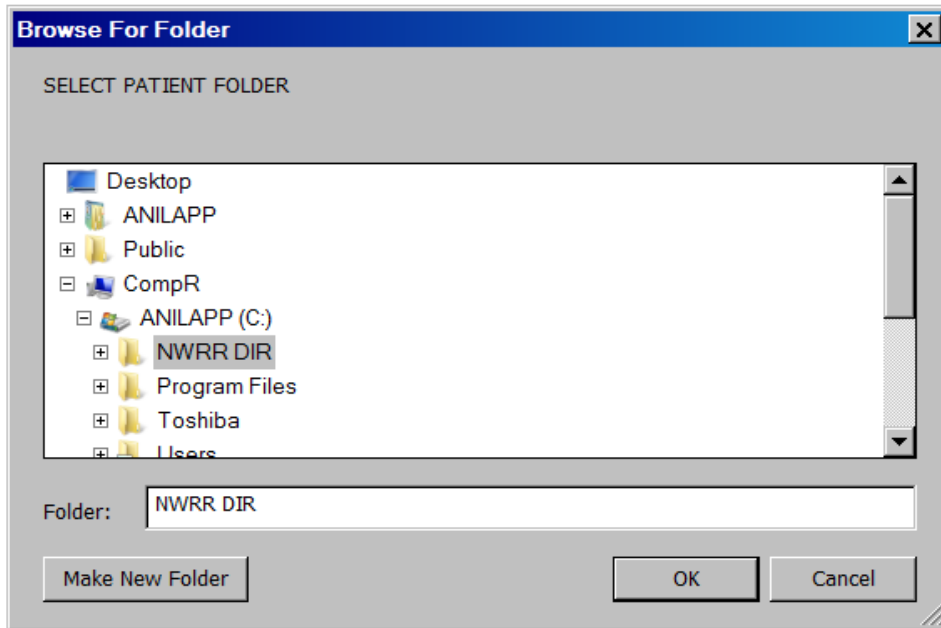 Browse For Folder
SELECT PATIENT FOLDER
Desktop
ANILAPP
Public
CompR
ANILAPP (C:)
NWRR DIR
Program Files
Toshiba
Users
Folder: NWRR DIR
Make New Folder OK Cancel